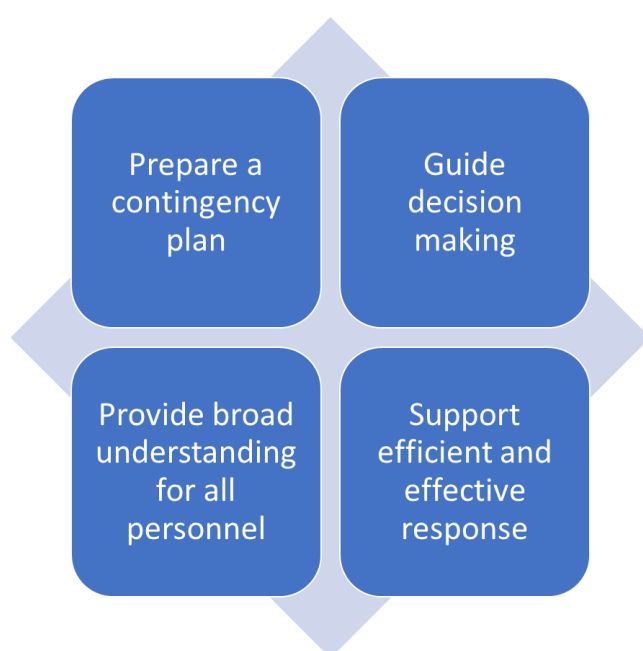 Prepare a
contingency
plan
Guide
decision
making
Provide broad
understanding
for all
personnel
Support
efficient and
effective
response